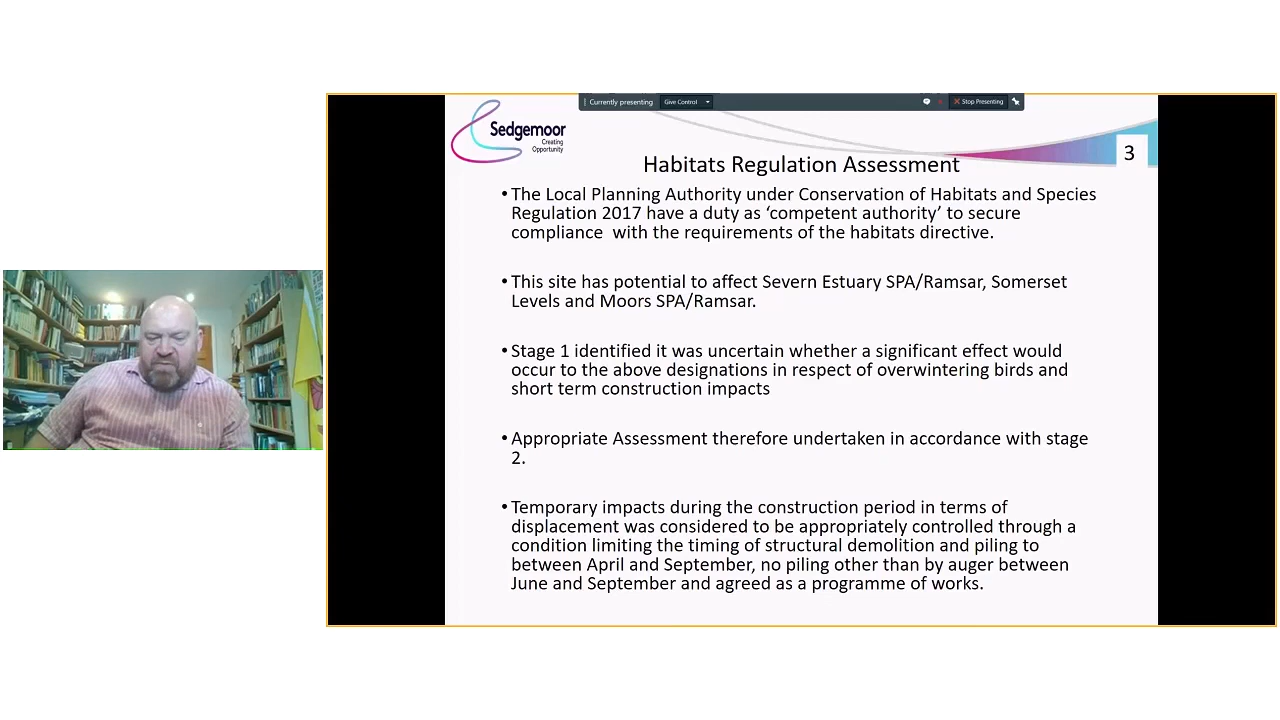 Currently presenting Give Control Stop Presenting
Sedgemoor
Creating
Opportunity
3
Habitats Regulation Assessment
• The Local Planning Authority under Conservation of Habitats and Species
Regulation 2017 have a duty as ‘competent authority’ to secure
compliance with the requirements of the habitats directive.
• This site has potential to affect Severn Estuary SPA/Ramsar, Somerset
Levels and Moors SPA/Ramsar.
• Stage 1 identified it was uncertain whether a significant effect would
occur to the above designations in respect of overwintering birds and
short term construction impacts
• Appropriate Assessment therefore undertaken in accordance with stage
2.
• Temporary impacts during the construction period in terms of
displacement was considered to be appropriately controlled through a
condition limiting the timing of structural demolition and piling to
between April and September, no piling other than by auger between
June and September and agreed as a programme of works.